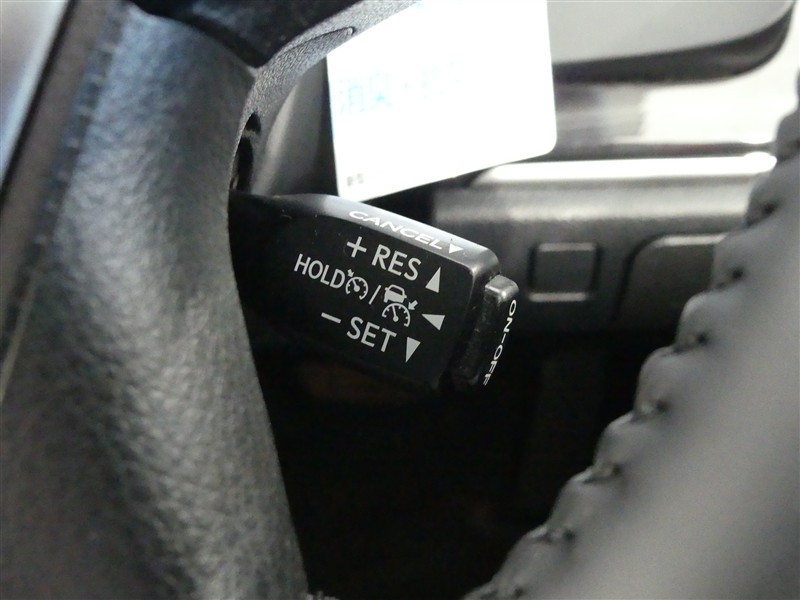 CANCEL▼
+ RES ▲
HOLD / ◀
− SET ▼
ON-OFF